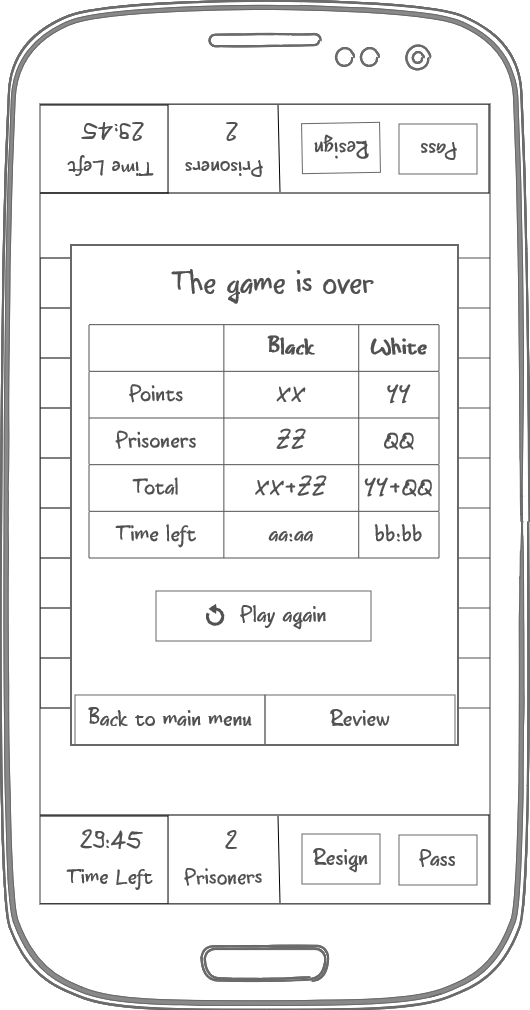 29:45
Time Left
2
Prisoners
Resign
Pass
The game is over
Black White
Points XX YY
Prisoners ZZ QQ
Total XX+ZZ YY+QQ
Time left aa:aa bb:bb
Play again
Back to main menu Review
29:45
Time Left
2
Prisoners
Resign
Pass